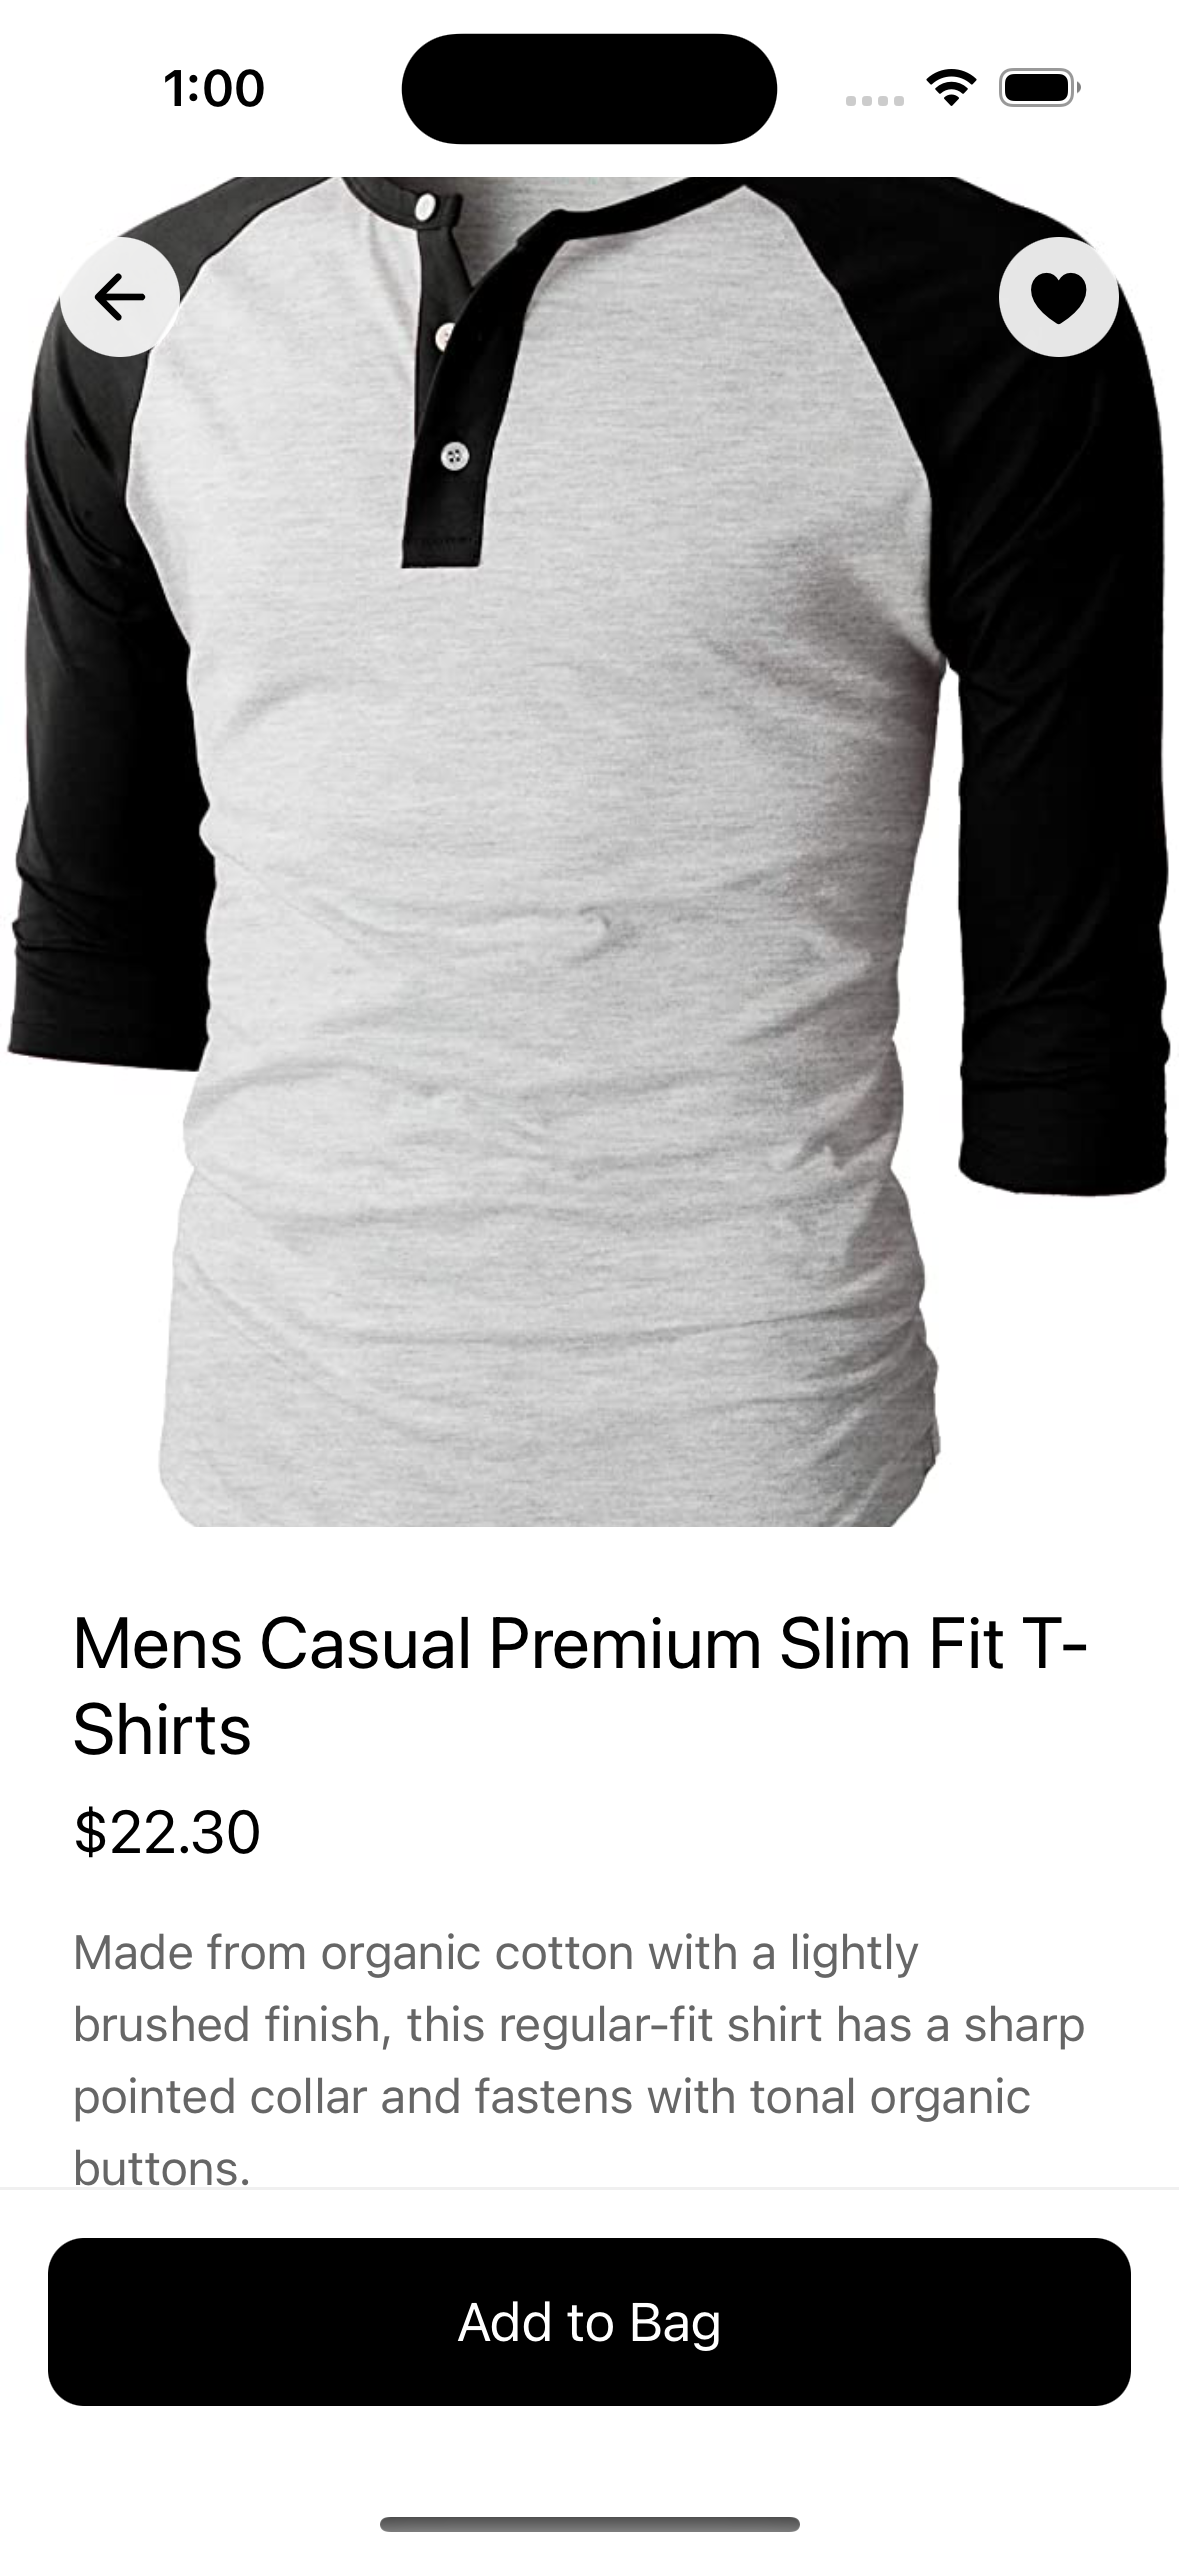 1:00
Mens Casual Premium Slim Fit T-
Shirts
$22.30
Made from organic cotton with a lightly
brushed finish, this regular-fit shirt has a sharp
pointed collar and fastens with tonal organic
buttons.
Add to Bag